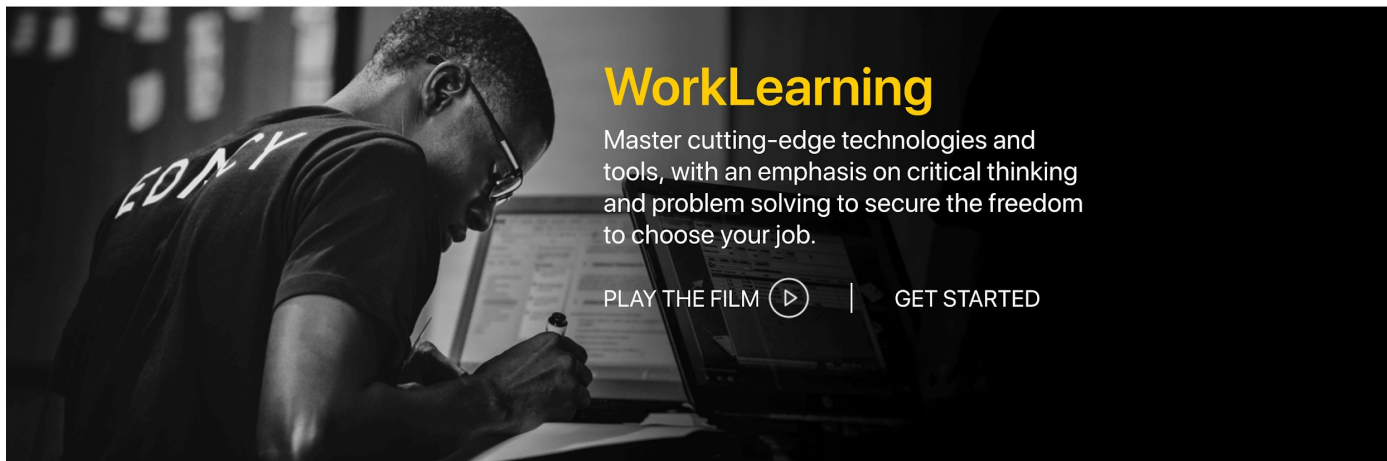 EDNCY
WorkLearning
Master cutting-edge technologies and
tools, with an emphasis on critical thinking
and problem solving to secure the freedom
to choose your job.
PLAY THE FILM
GET STARTED